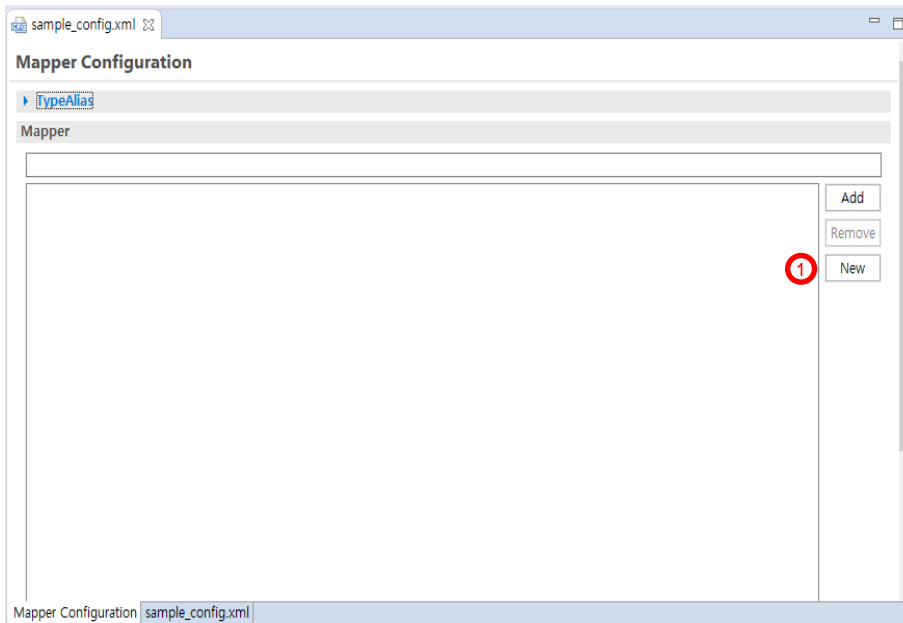 sample_config.xml
Mapper Configuration
TypeAlias
Mapper
Add
Remove
1 New
Mapper Configuration sample_config.xml